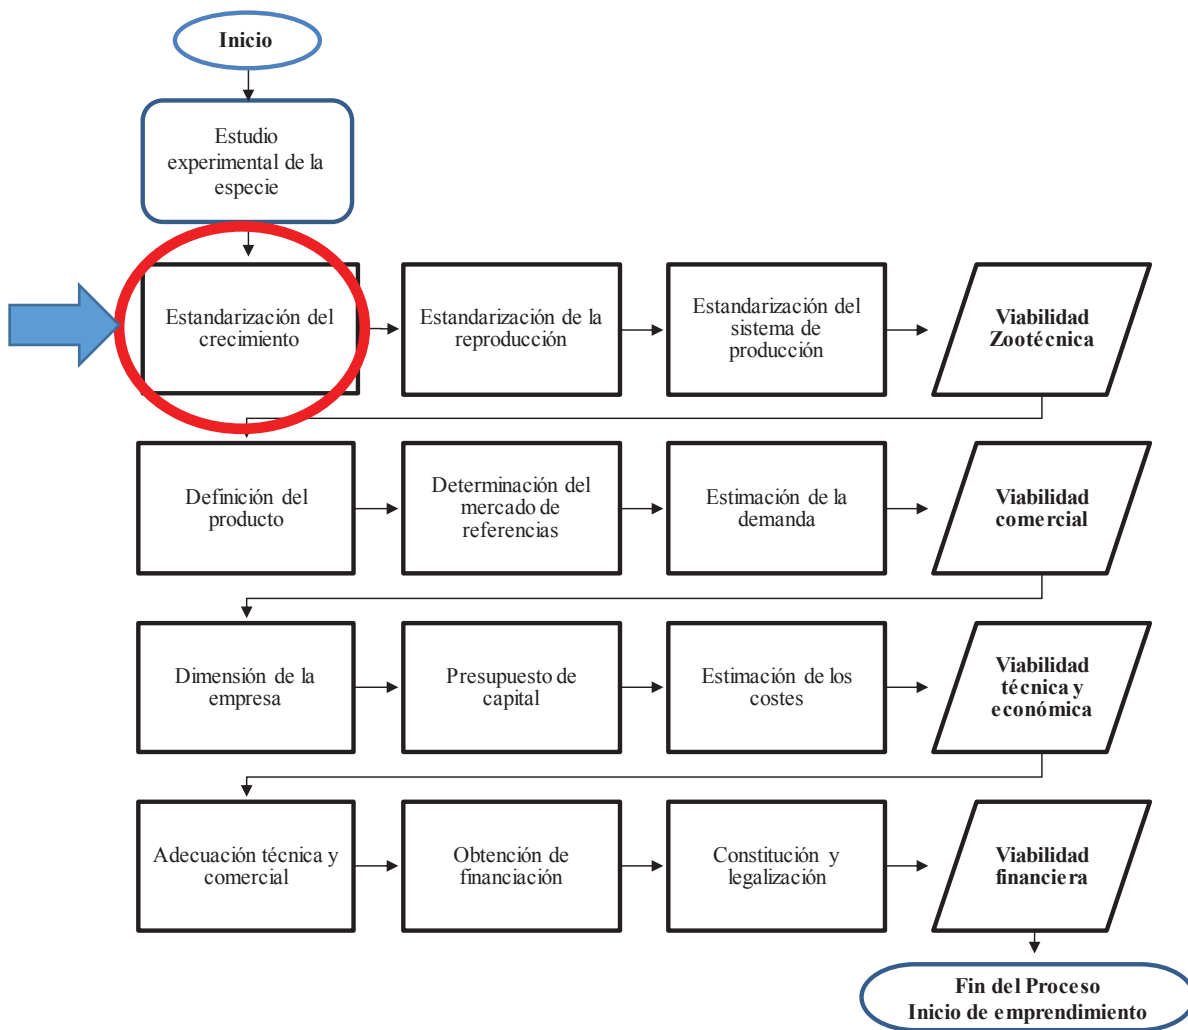 Inicio
Estudio
experimental de la
especie
Estandarización del
crecimiento
Estandarización de la
reproducción
Estandarización del
sistema de
producción
Viabilidad
Zootécnica
Definición del
producto
Determinación del
mercado de
referencias
Estimación de la
demanda
Viabilidad
comercial
Dimensión de la
empresa
Presupuesto de
capital
Estimación de los
costes
Viabilidad
técnica y
económica
Adecuación técnica y
comercial
Obtención de
financiación
Constitución y
legalización
Viabilidad
financiera
Fin del Proceso
Inicio de emprendimiento